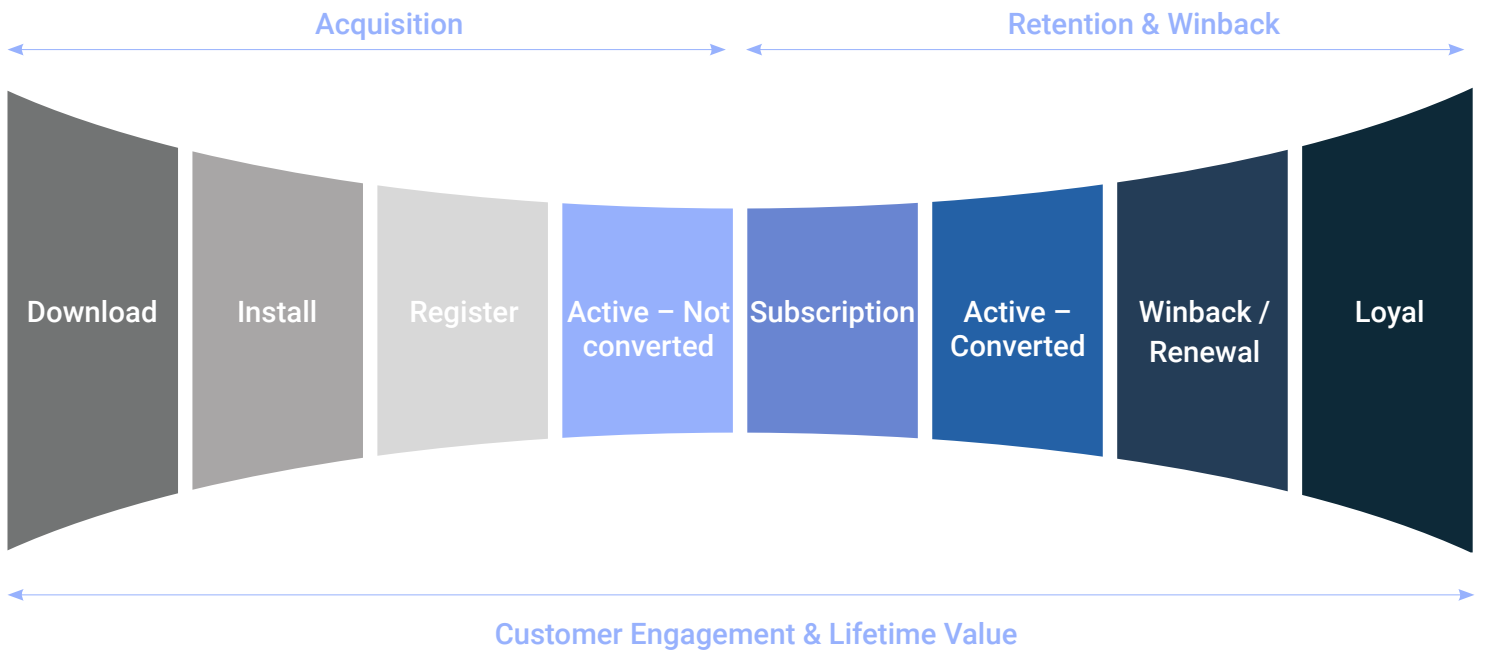 Acquisition
Retention & Winback
Download
Install
Register
Active – Not
converted
Subscription
Active –
Converted
Winback /
Renewal
Loyal
Customer Engagement & Lifetime Value